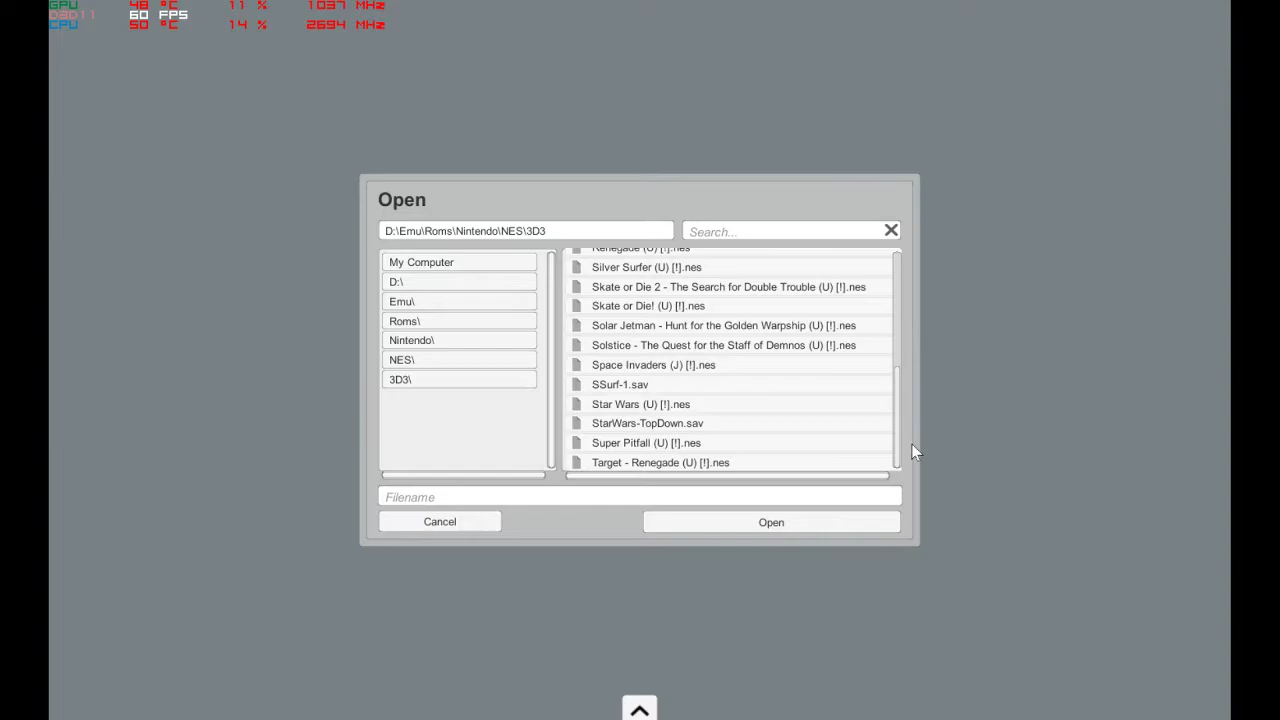 GPU 48 °C 11 % 1037 MHz
D3D11 60 FPS
CPU 50 °C 14 % 2694 MHz
Open
D:\Emu\Roms\Nintendo\NES\3D3
Search...
My Computer
D:\
Emu\
Roms\
Nintendo\
NES\
3D3\
Renegade (U) [!].nes
Silver Surfer (U) [!].nes
Skate or Die 2 - The Search for Double Trouble (U) [!].nes
Skate or Die! (U) [!].nes
Solar Jetman - Hunt for the Golden Warpship (U) [!].nes
Solstice - The Quest for the Staff of Demnos (U) [!].nes
Space Invaders (J) [!].nes
SSurf-1.sav
Star Wars (U) [!].nes
StarWars-TopDown.sav
Super Pitfall (U) [!].nes
Target - Renegade (U) [!].nes
Filename
Cancel
Open